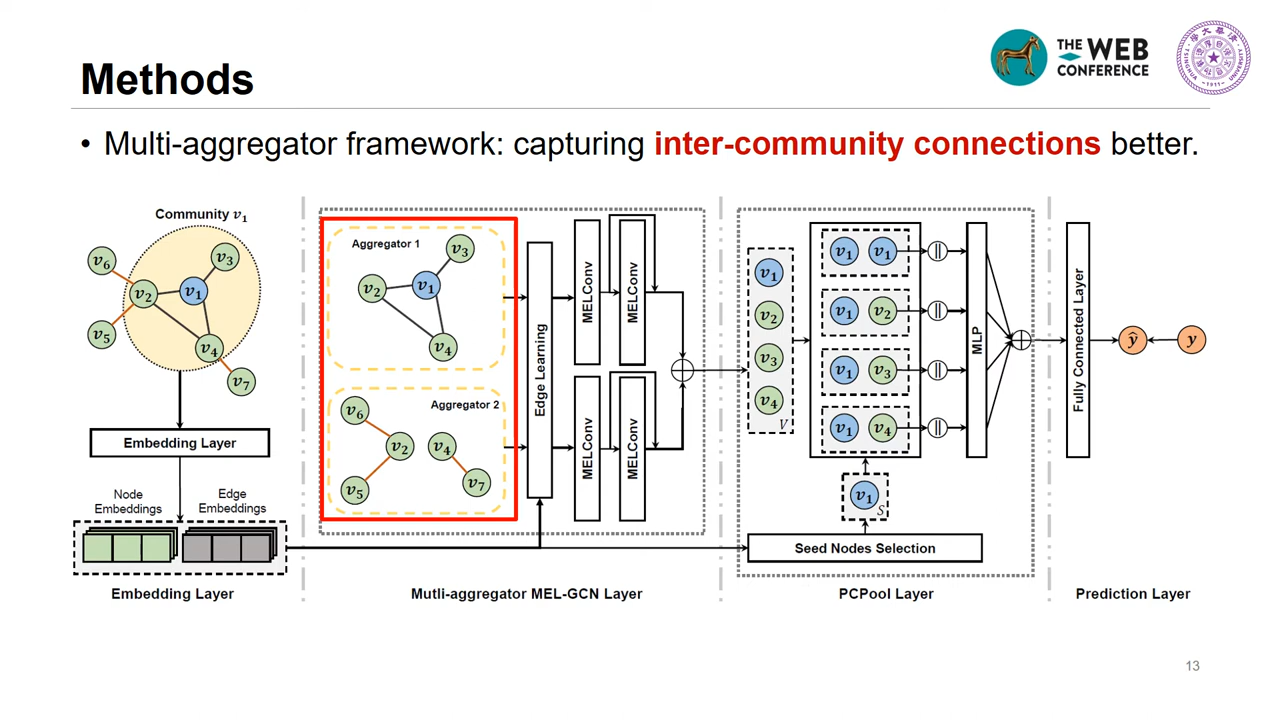 THE WEB
CONFERENCE
TSINGHUA UNIVERSITY
-1911-
Methods
• Multi-aggregator framework: capturing inter-community connections better.
Community v1
v6
v3
v2
v1
v5
v4
v7
Embedding Layer
Node
Embeddings
Edge
Embeddings
Embedding Layer
Aggregator 1
v3
v2
v1
v4
Aggregator 2
v6
v2
v4
v5
v7
Edge Learning
MELConv
MELConv
MELConv
MELConv
Mutli-aggregator MEL-GCN Layer
v1
v2
v3
v4
V
v1 v1 ||
v1 v2 ||
v1 v3 ||
v1 v4 ||
MLP
v1
S
Seed Nodes Selection
PCPool Layer
Fully Connected Layer
ŷ
y
Prediction Layer
13